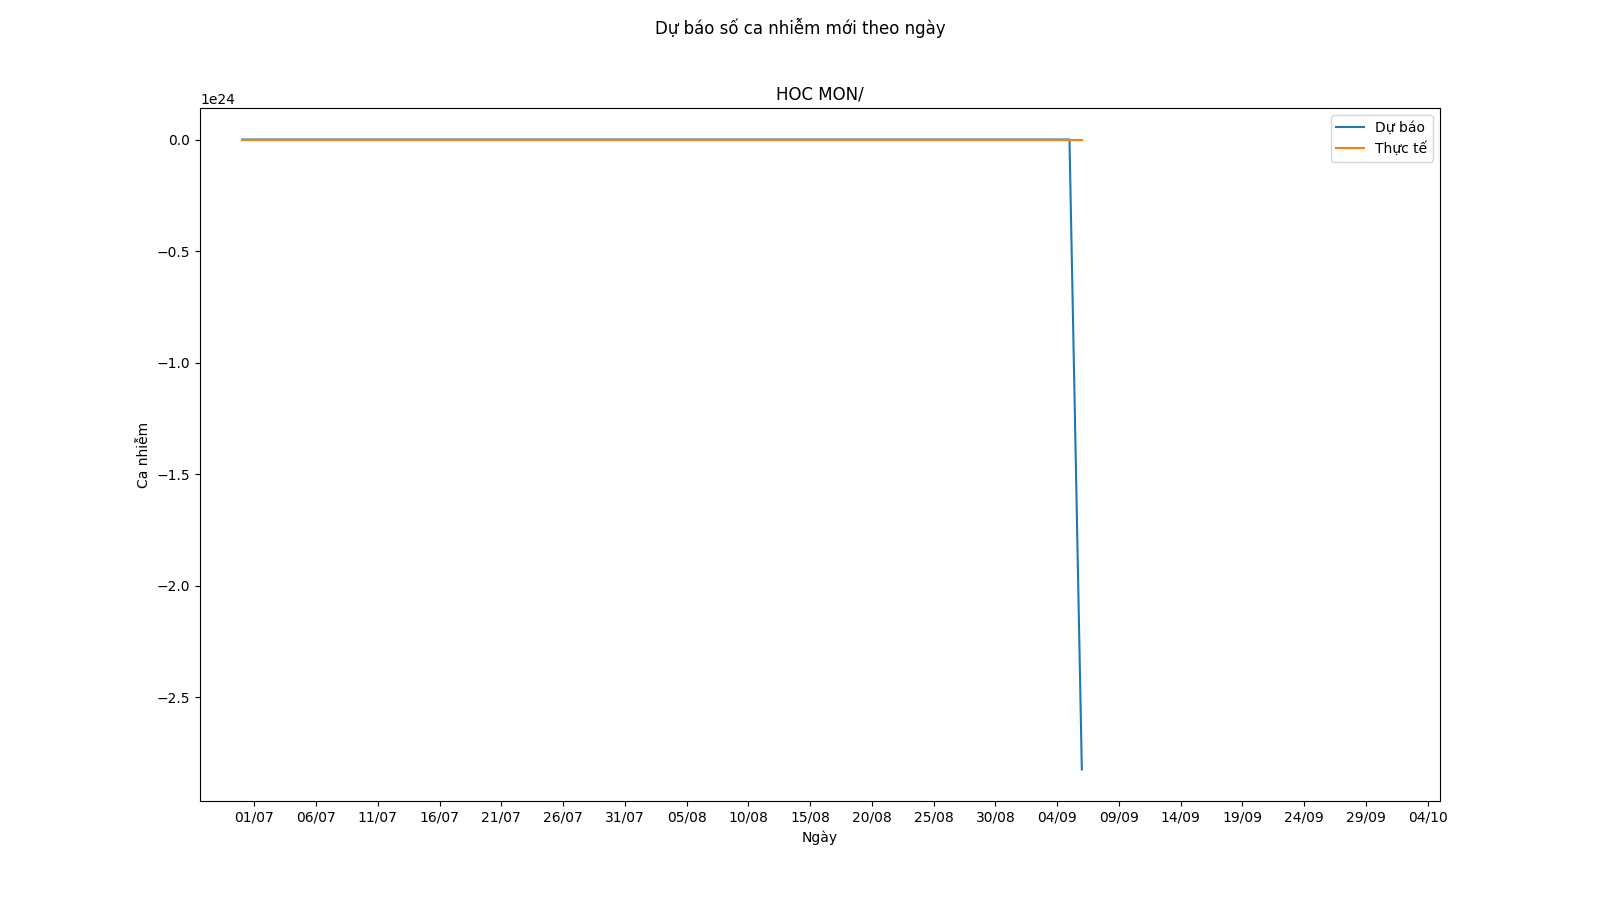 Dự báo số ca nhiễm mới theo ngày
HOC MON/
1e24
Dự báo
Thực tế
0.0
−0.5
−1.0
−1.5
−2.0
−2.5
Ca nhiễm
01/07 06/07 11/07 16/07 21/07 26/07 31/07 05/08 10/08 15/08 20/08 25/08 30/08 04/09 09/09 14/09 19/09 24/09 29/09 04/10
Ngày